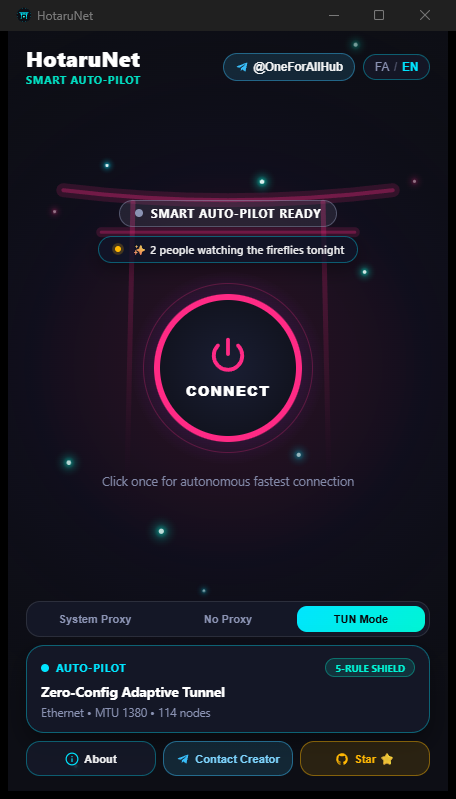 HotaruNet
HotaruNet
SMART AUTO-PILOT
@OneForAllHub
FA / EN
SMART AUTO-PILOT READY
✨ 2 people watching the fireflies tonight
CONNECT
Click once for autonomous fastest connection
System Proxy
No Proxy
TUN Mode
AUTO-PILOT
5-RULE SHIELD
Zero-Config Adaptive Tunnel
Ethernet • MTU 1380 • 114 nodes
About
Contact Creator
Star ⭐